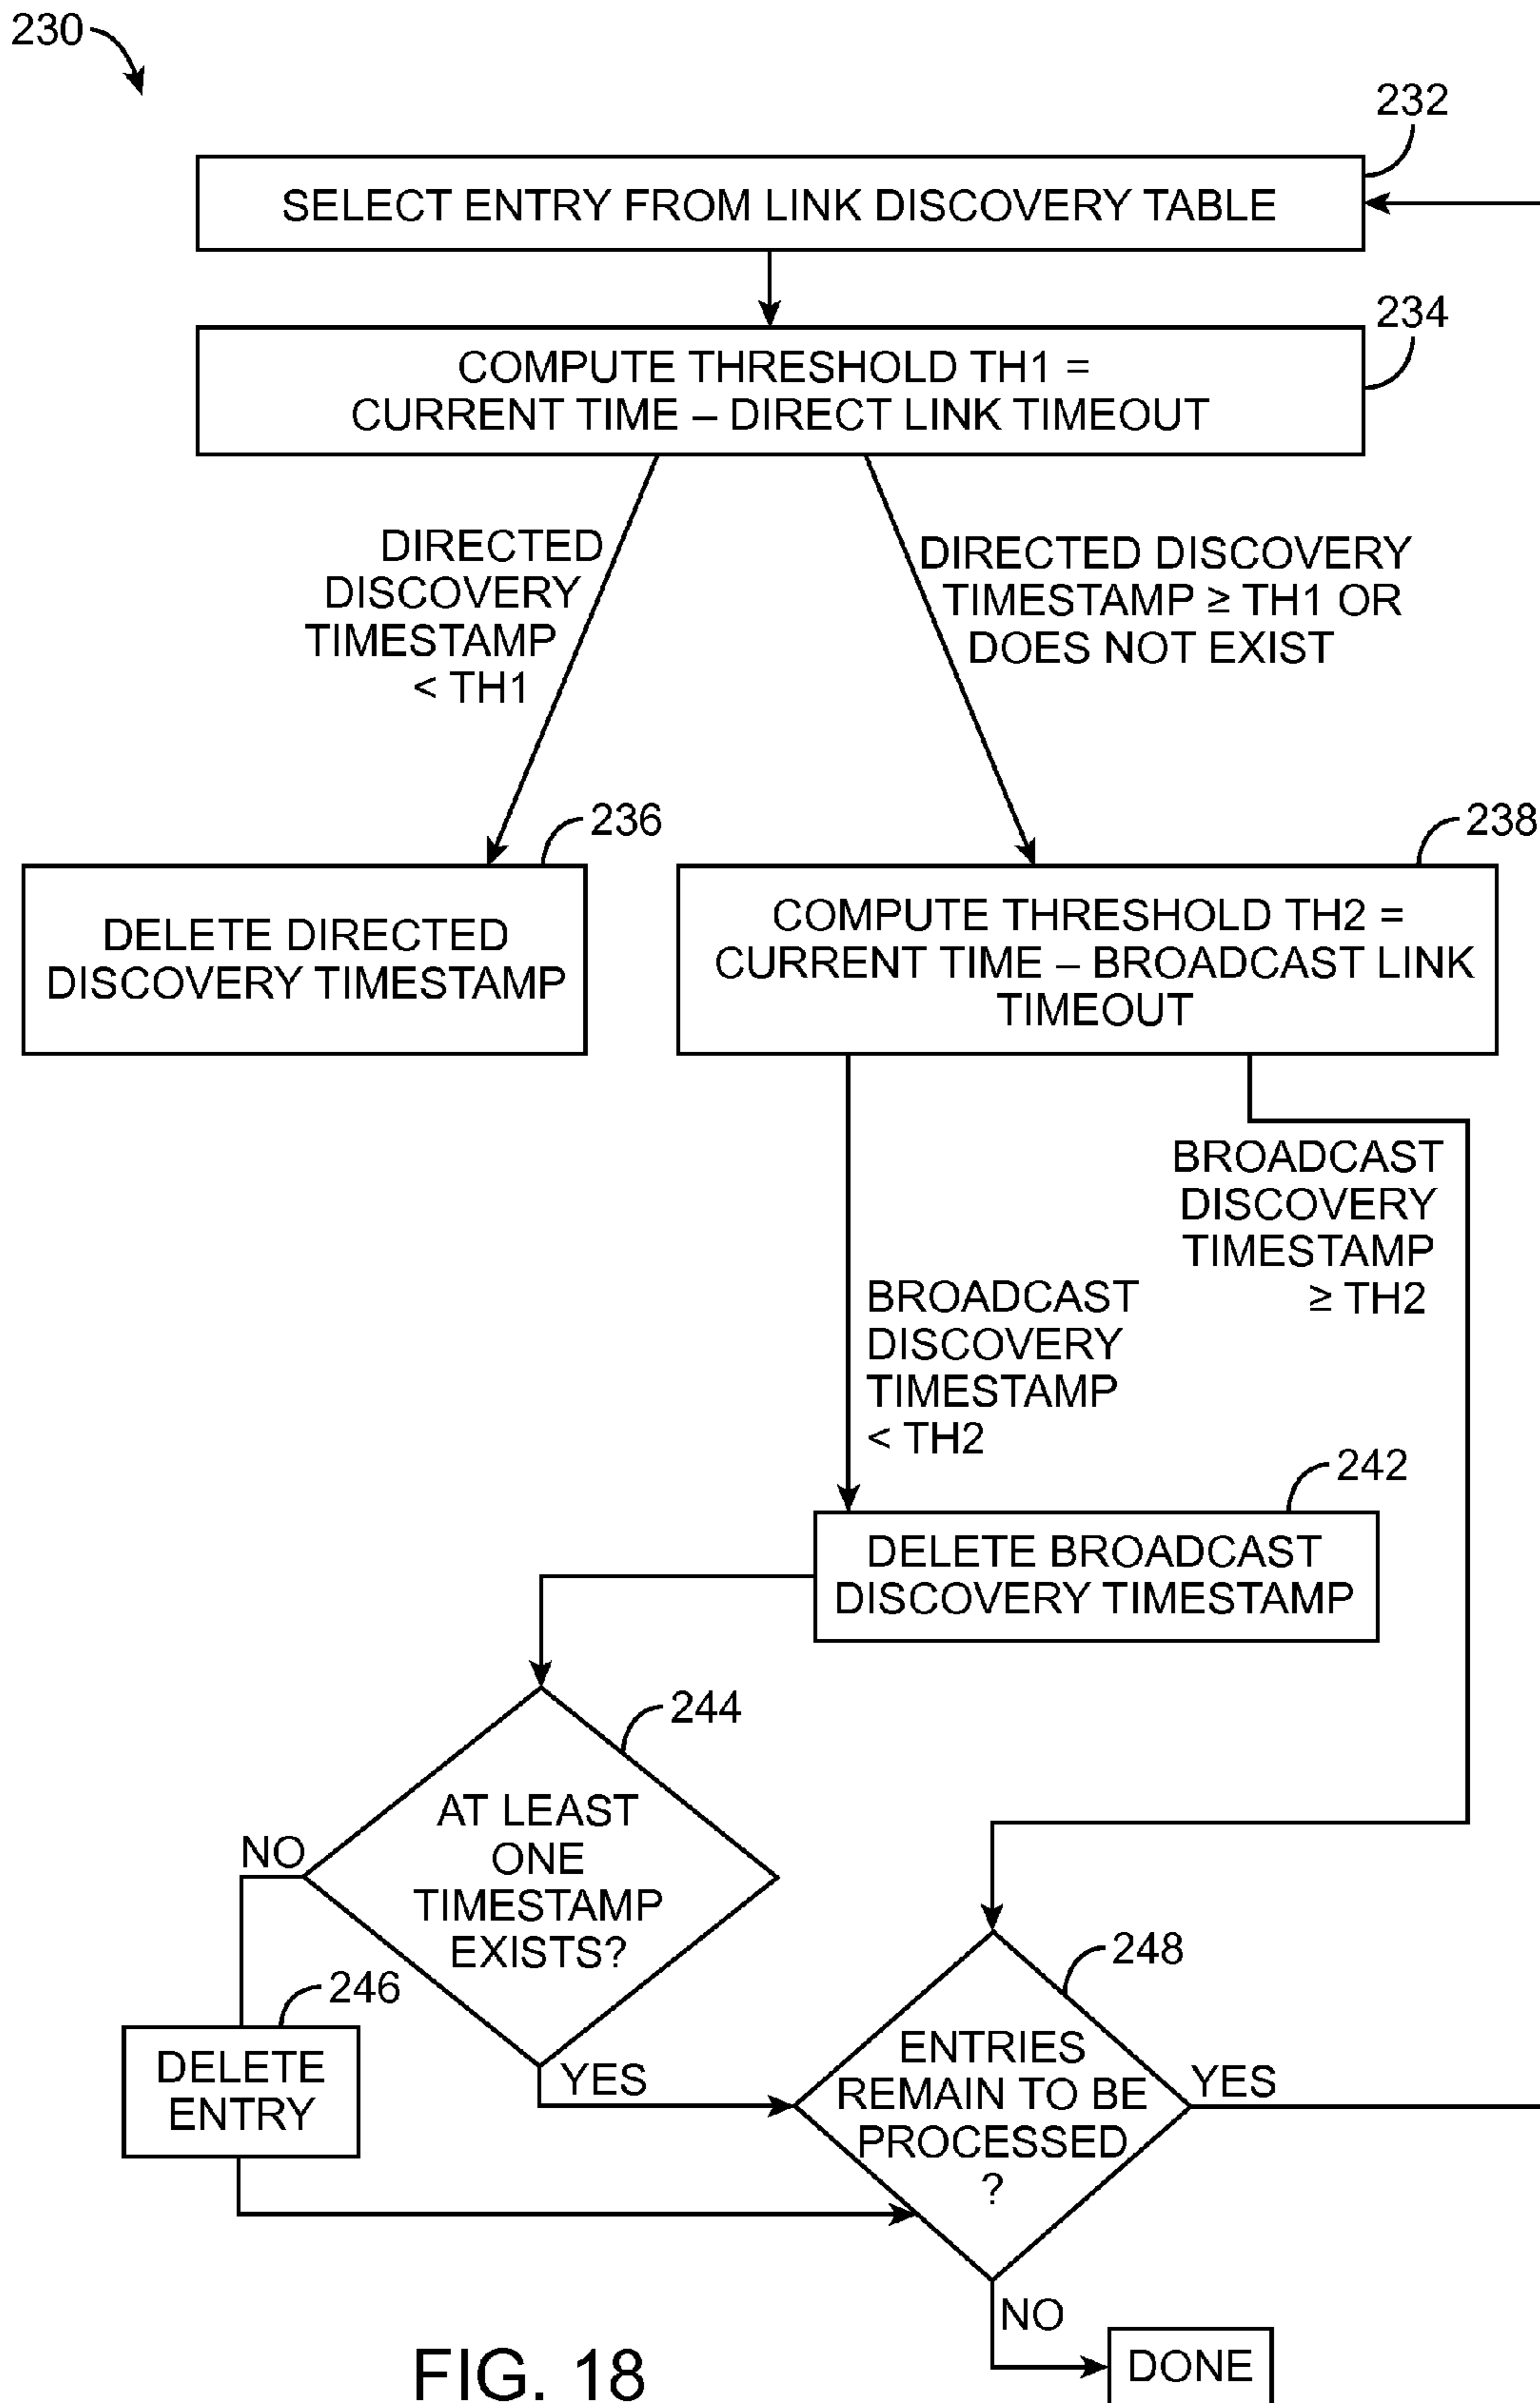 230
232
SELECT ENTRY FROM LINK DISCOVERY TABLE
234
COMPUTE THRESHOLD TH1 =
CURRENT TIME – DIRECT LINK TIMEOUT
DIRECTED
DISCOVERY
TIMESTAMP
< TH1
DIRECTED DISCOVERY
TIMESTAMP ≥ TH1 OR
DOES NOT EXIST
236
DELETE DIRECTED
DISCOVERY TIMESTAMP
238
COMPUTE THRESHOLD TH2 =
CURRENT TIME – BROADCAST LINK
TIMEOUT
BROADCAST
DISCOVERY
TIMESTAMP
≥ TH2
BROADCAST
DISCOVERY
TIMESTAMP
< TH2
242
DELETE BROADCAST
DISCOVERY TIMESTAMP
244
AT LEAST
ONE
TIMESTAMP
EXISTS?
NO
246
DELETE
ENTRY
YES
248
ENTRIES
REMAIN TO BE
PROCESSED
?
YES
NO
DONE
FIG. 18